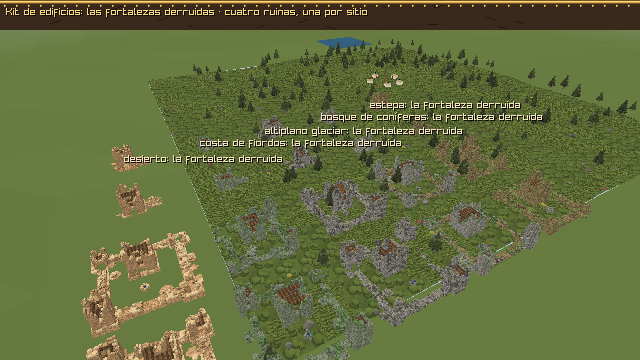 Kit de edificios: las fortalezas derruidas · cuatro ruinas, una por sitio
estepa: la fortaleza derruida
bosque de coníferas: la fortaleza derruida
altiplano glaciar: la fortaleza derruida
costa de fiordos: la fortaleza derruida
desierto: la fortaleza derruida